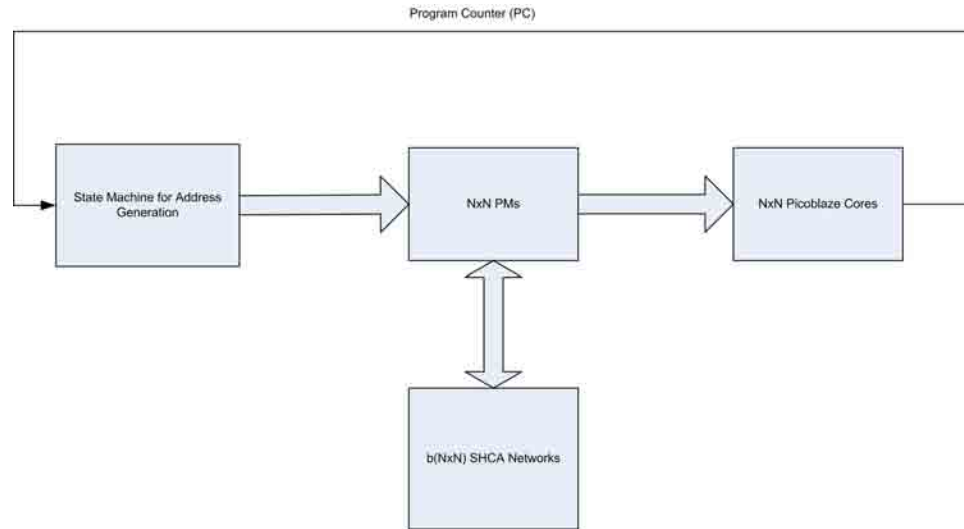 Program Counter (PC)
State Machine for Address
Generation
NxN PMs
NxN Picoblaze Cores
b(NxN) SHCA Networks